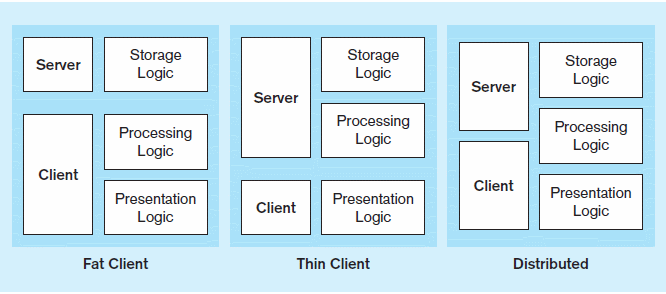 Server
Storage
Logic
Client
Processing
Logic
Presentation
Logic
Fat Client
Server
Storage
Logic
Processing
Logic
Client
Presentation
Logic
Thin Client
Server
Storage
Logic
Processing
Logic
Client
Presentation
Logic
Distributed